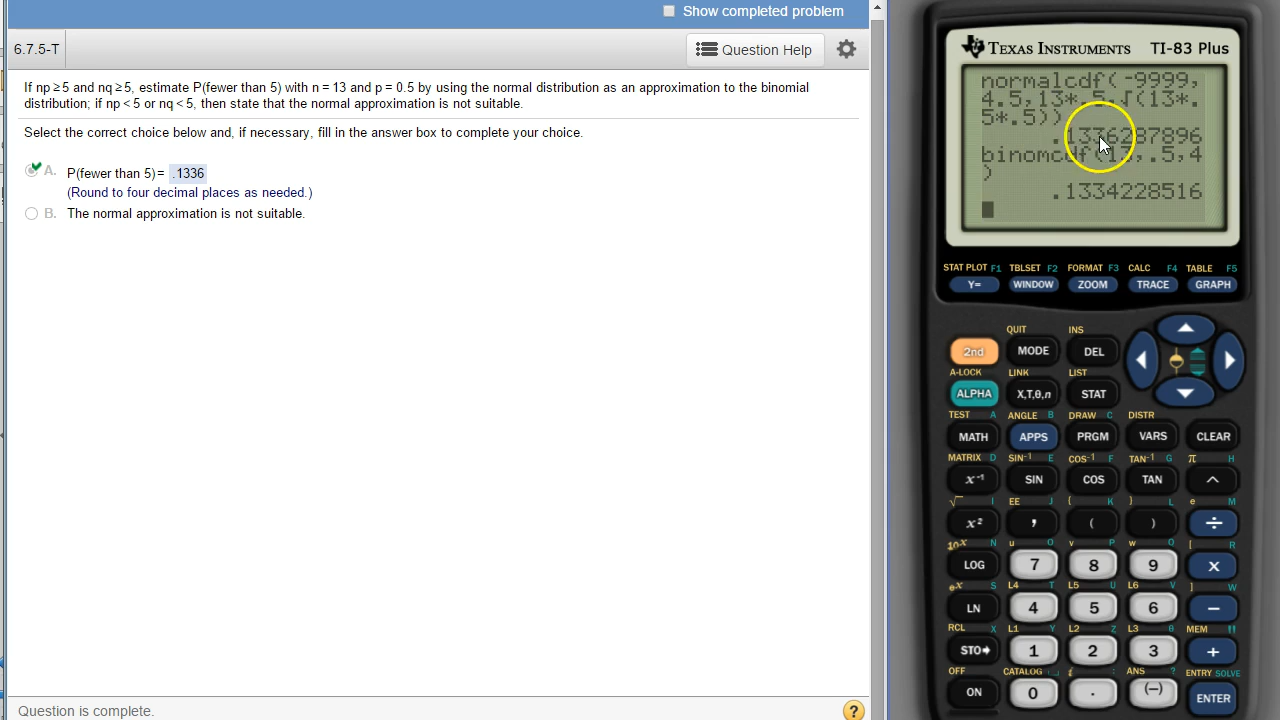 Show completed problem
6.7.5-T
Question Help
If np ≥ 5 and nq ≥ 5, estimate P(fewer than 5) with n = 13 and p = 0.5 by using the normal distribution as an approximation to the binomial
distribution; if np < 5 or nq < 5, then state that the normal approximation is not suitable.
Select the correct choice below and, if necessary, fill in the answer box to complete your choice.
A. P(fewer than 5) = .1336
(Round to four decimal places as needed.)
B. The normal approximation is not suitable.
Question is complete.
?
TEXAS INSTRUMENTS TI-83 Plus
normalcdf(-9999,
4.5,13*.5,√(13*.
5*.5))
.1336287896
binomcdf(13,.5,4
)
.1334228516
STAT PLOT F1 TBLSET F2 FORMAT F3 CALC F4 TABLE F5
Y= WINDOW ZOOM TRACE GRAPH
QUIT INS
2nd MODE DEL
A-LOCK LINK LIST
ALPHA X,T,θ,n STAT
TEST A ANGLE B DRAW C DISTR
MATH APPS PRGM VARS CLEAR
MATRIX D SIN-1 E COS-1 F TAN-1 G π H
x-1 SIN COS TAN ^
√ I EE J { K } L e M
x² , ( ) ÷
10x N u O v P w Q [ R
LOG 7 8 9 x
ex S L4 T L5 U L6 V ] W
LN 4 5 6 −
RCL X L1 Y L2 Z L3 θ MEM "
STO➔ 1 2 3 +
OFF CATALOG i : ANS ? ENTRY SOLVE
ON 0 . (−) ENTER